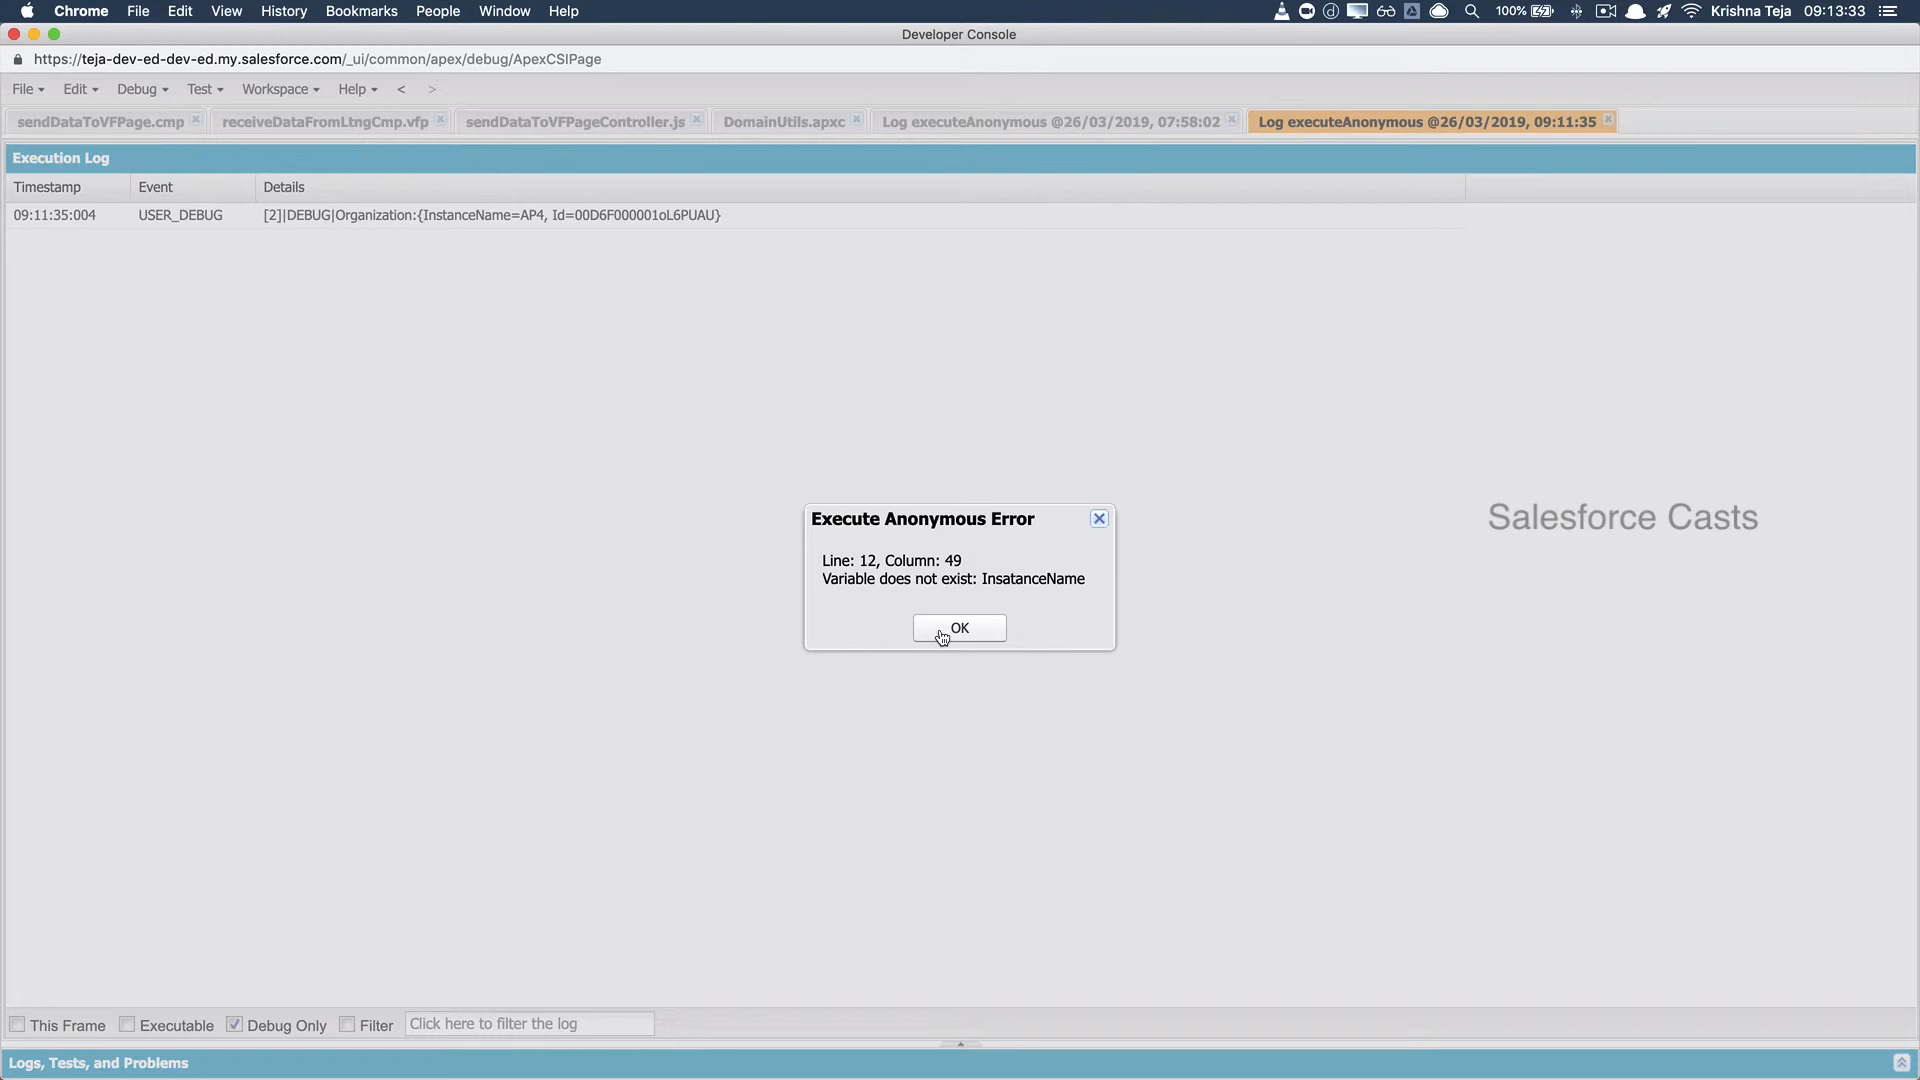 Chrome File Edit View History Bookmarks People Window Help 100% Krishna Teja 09:13:33
Developer Console
https://teja-dev-ed-dev-ed.my.salesforce.com/_ui/common/apex/debug/ApexCSIPage
File Edit Debug Test Workspace Help < >
sendDataToVFPage.cmp receiveDataFromLtngCmp.vfp sendDataToVFPageController.js DomainUtils.apxc Log executeAnonymous @26/03/2019, 07:58:02 Log executeAnonymous @26/03/2019, 09:11:35
Execution Log
Timestamp Event Details
09:11:35:004 USER_DEBUG [2]|DEBUG|Organization:{InstanceName=AP4, Id=00D6F000001oL6PUAU}
Salesforce Casts
Execute Anonymous Error
Line: 12, Column: 49
Variable does not exist: InsatanceName
OK
This Frame Executable Debug Only Filter Click here to filter the log
Logs, Tests, and Problems